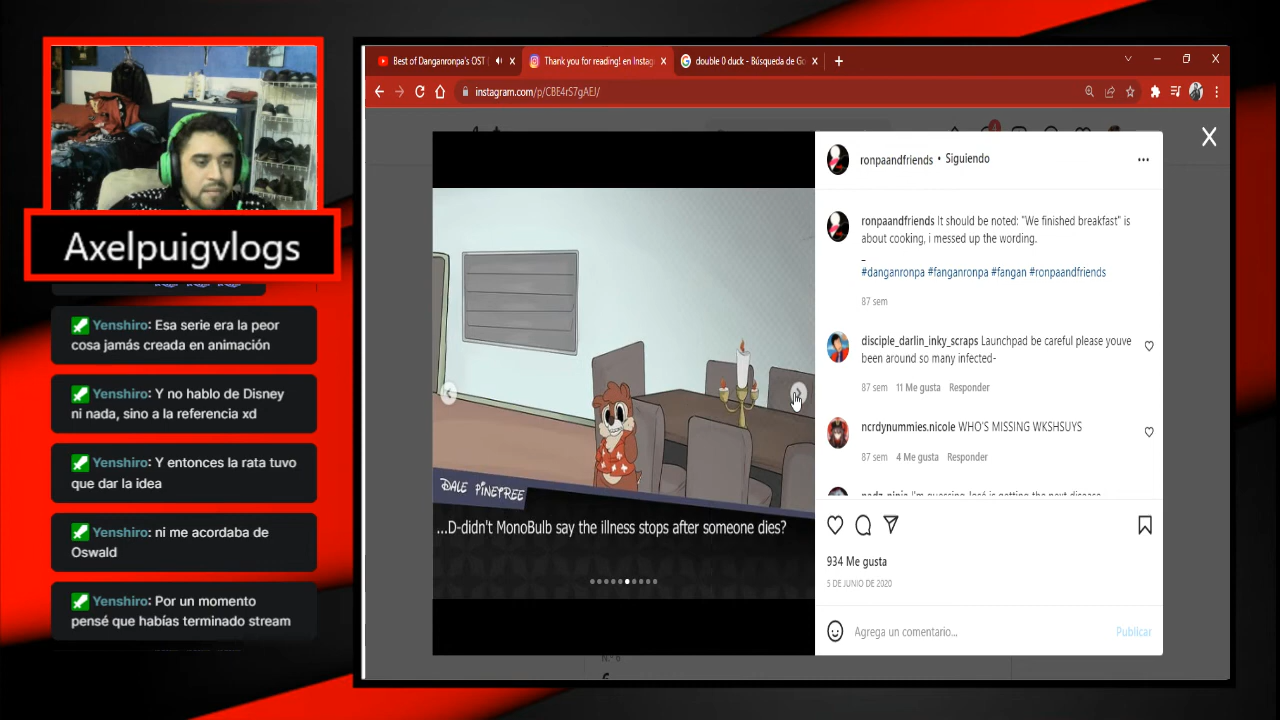 Axelpuigvlogs
Yenshiro: Esa serie era la peor
cosa jamás creada en animación
Yenshiro: Y no hablo de Disney
ni nada, sino a la referencia xd
Yenshiro: Y entonces la rata tuvo
que dar la idea
Yenshiro: ni me acordaba de
Oswald
Yenshiro: Por un momento
pensé que habías terminado stream
Best of Danganronpa's OST
Thank you for reading! en Instag
double 0 duck - Búsqueda de Go
instagram.com/p/CBE4rS7gAEJ/
DALE PINETREE
...D-didn't MonoBulb say the illness stops after someone dies?
ronpaandfriends • Siguiendo
ronpaandfriends It should be noted: "We finished breakfast" is
about cooking, i messed up the wording.
_
#danganronpa #fanganronpa #fangan #ronpaandfriends
87 sem
disciple_darlin_inky_scraps Launchpad be careful please youve
been around so many infected-
87 sem 11 Me gusta Responder
ncrdynummies.nicole WHO'S MISSING WKSHSUYS
87 sem 4 Me gusta Responder
934 Me gusta
5 DE JUNIO DE 2020
Agrega un comentario...
Publicar
N.º 6